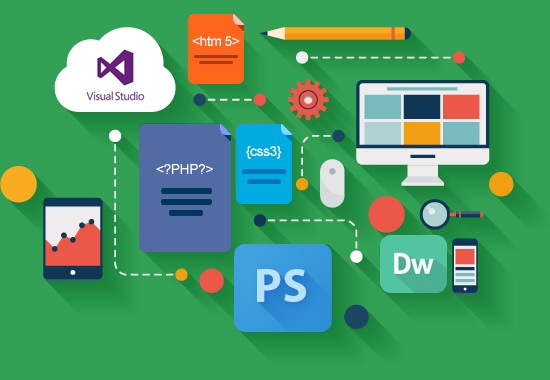 <htm 5>
Visual Studio
<?PHP?>
{css3}
Dw
PS